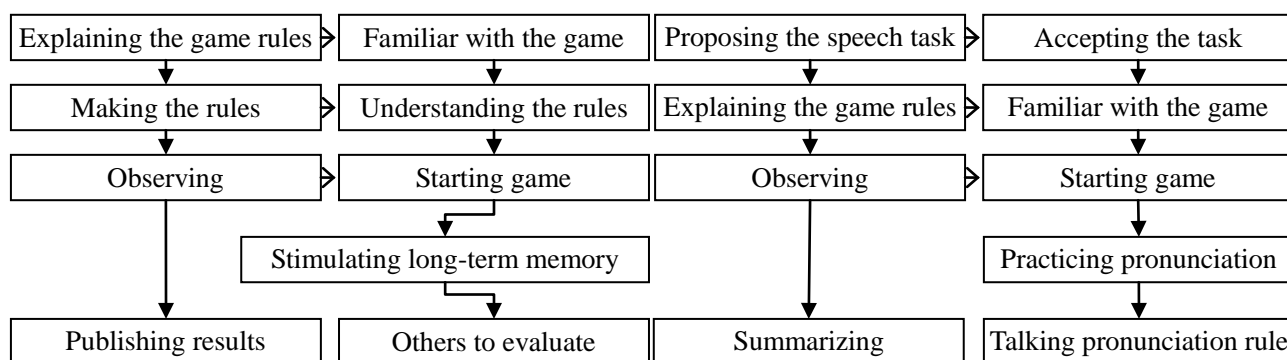 Explaining the game rules
Familiar with the game
Proposing the speech task
Accepting the task
Making the rules
Understanding the rules
Explaining the game rules
Familiar with the game
Observing
Starting game
Observing
Starting game
Stimulating long-term memory
Practicing pronunciation
Publishing results
Others to evaluate
Summarizing
Talking pronunciation rule